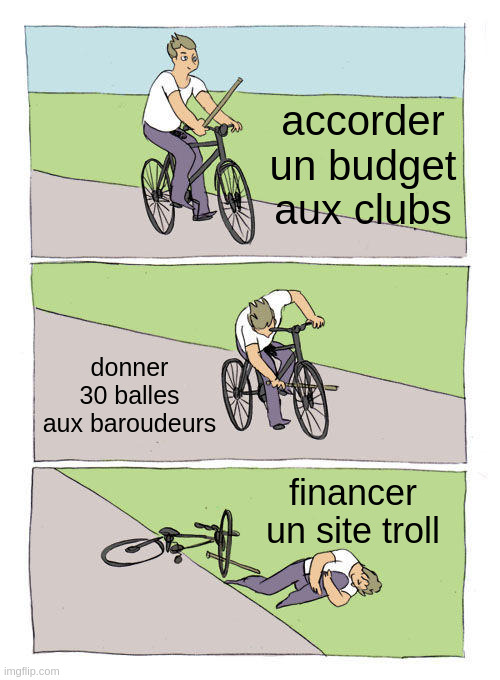 accorder
un budget
aux clubs
donner
30 balles
aux baroudeurs
financer
un site troll
imgflip.com